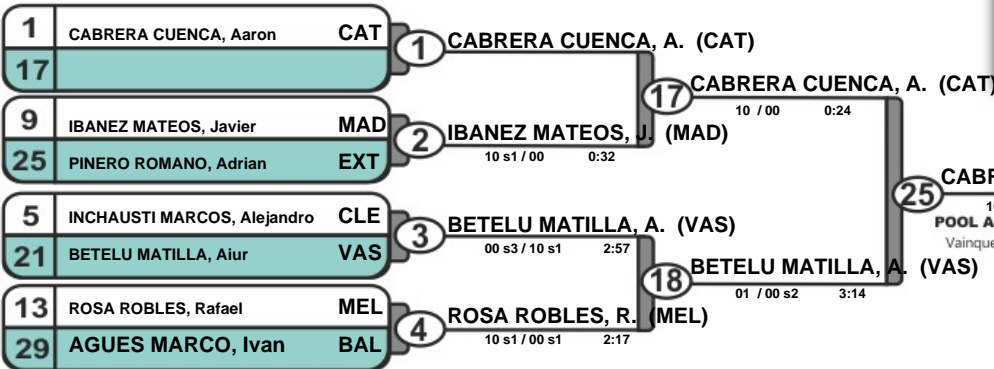 1 CABRERA CUENCA, Aaron CAT
17
9 IBANEZ MATEOS, Javier MAD
25 PINERO ROMANO, Adrian EXT
5 INCHAUSTI MARCOS, Alejandro CLE
21 BETELU MATILLA, Aiur VAS
13 ROSA ROBLES, Rafael MEL
29 AGUES MARCO, Ivan BAL
1 CABRERA CUENCA, A. (CAT)
2 IBANEZ MATEOS, J. (MAD)
10 s1 / 00 0:32
3 BETELU MATILLA, A. (VAS)
00 s3 / 10 s1 2:57
4 ROSA ROBLES, R. (MEL)
10 s1 / 00 s1 2:17
17 CABRERA CUENCA, A. (CAT)
10 / 00 0:24
18 BETELU MATILLA, A. (VAS)
01 / 00 s2 3:14
25 CABR
POOL A
Vainque